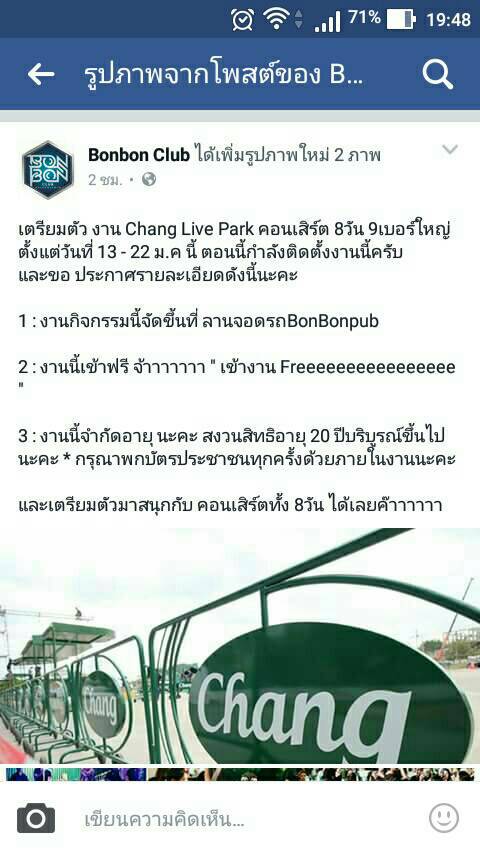 71% 19:48
รูปภาพจากโพสต์ของ B...
BON BON
CLUB
Bonbon Club ได้เพิ่มรูปภาพใหม่ 2 ภาพ
2 ชม.
เตรียมตัว งาน Chang Live Park คอนเสิร์ต 8วัน 9เบอร์ใหญ่
ตั้งแต่วันที่ 13 - 22 ม.ค นี้ ตอนนี้กำลังติดตั้งงานนี้ครับ
และขอ ประกาศรายละเอียดดังนี้นะคะ
1 : งานกิจกรรมนี้จัดขึ้นที่ ลานจอดรถBonBonpub
2 : งานนี้เข้าฟรี จ้าาาาาาา " เข้างาน Freeeeeeeeeeeeeeeee
"
3 : งานนี้จำกัดอายุ นะคะ สงวนสิทธิอายุ 20 ปีบริบูรณ์ขึ้นไป
นะคะ * กรุณาพกบัตรประชาชนทุกครั้งด้วยภายในงานนะคะ
และเตรียมตัวมาสนุกกับ คอนเสิร์ตทั้ง 8วัน ได้เลยค๊าาาาาา
Chang
Chang
เขียนความคิดเห็น...